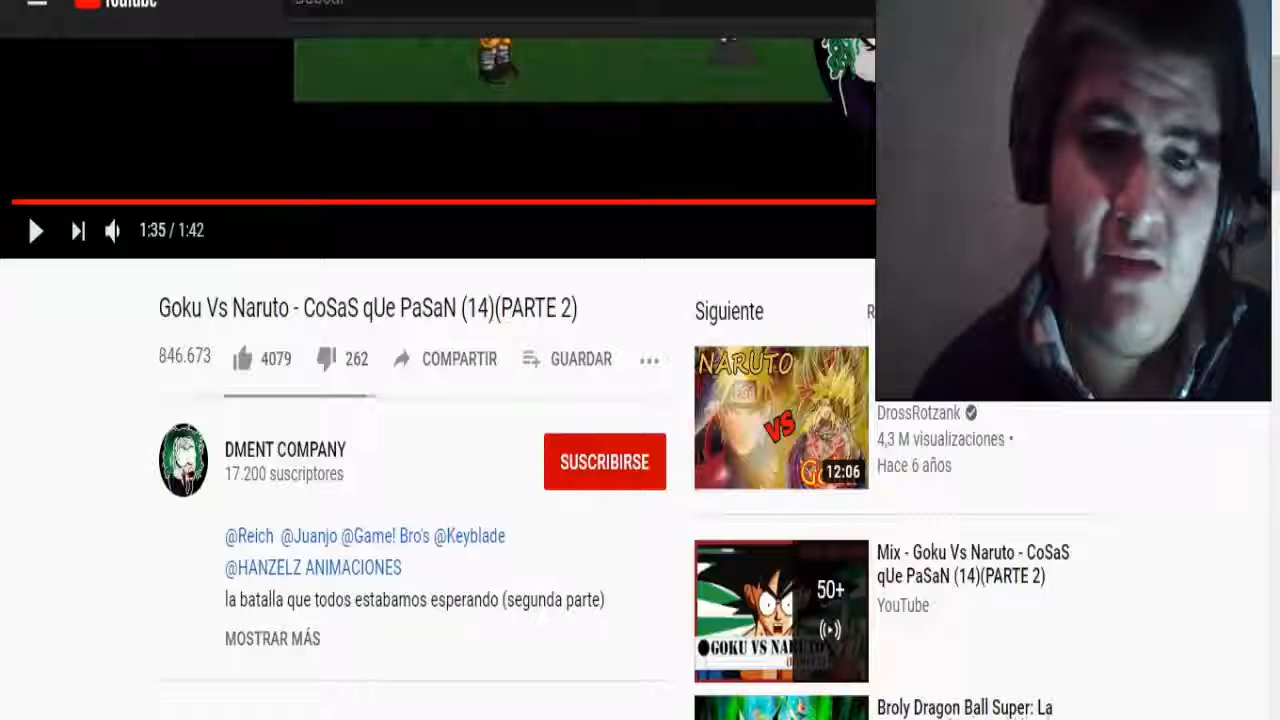 YouTube
Buscar
1:35 / 1:42
Goku Vs Naruto - CoSaS qUe PaSaN (14)(PARTE 2)
846.673
4079
262
COMPARTIR
GUARDAR
DMENT COMPANY
17.200 suscriptores
SUSCRIBIRSE
@Reich @Juanjo @Game! Bro's @Keyblade
@HANZELZ ANIMACIONES
la batalla que todos estabamos esperando (segunda parte)
MOSTRAR MÁS
Siguiente
R
NARUTO
VS
12:06
DrossRotzank
4,3 M visualizaciones •
Hace 6 años
50+
GOKU VS NARUTO
Mix - Goku Vs Naruto - CoSaS
qUe PaSaN (14)(PARTE 2)
YouTube
Broly Dragon Ball Super: La